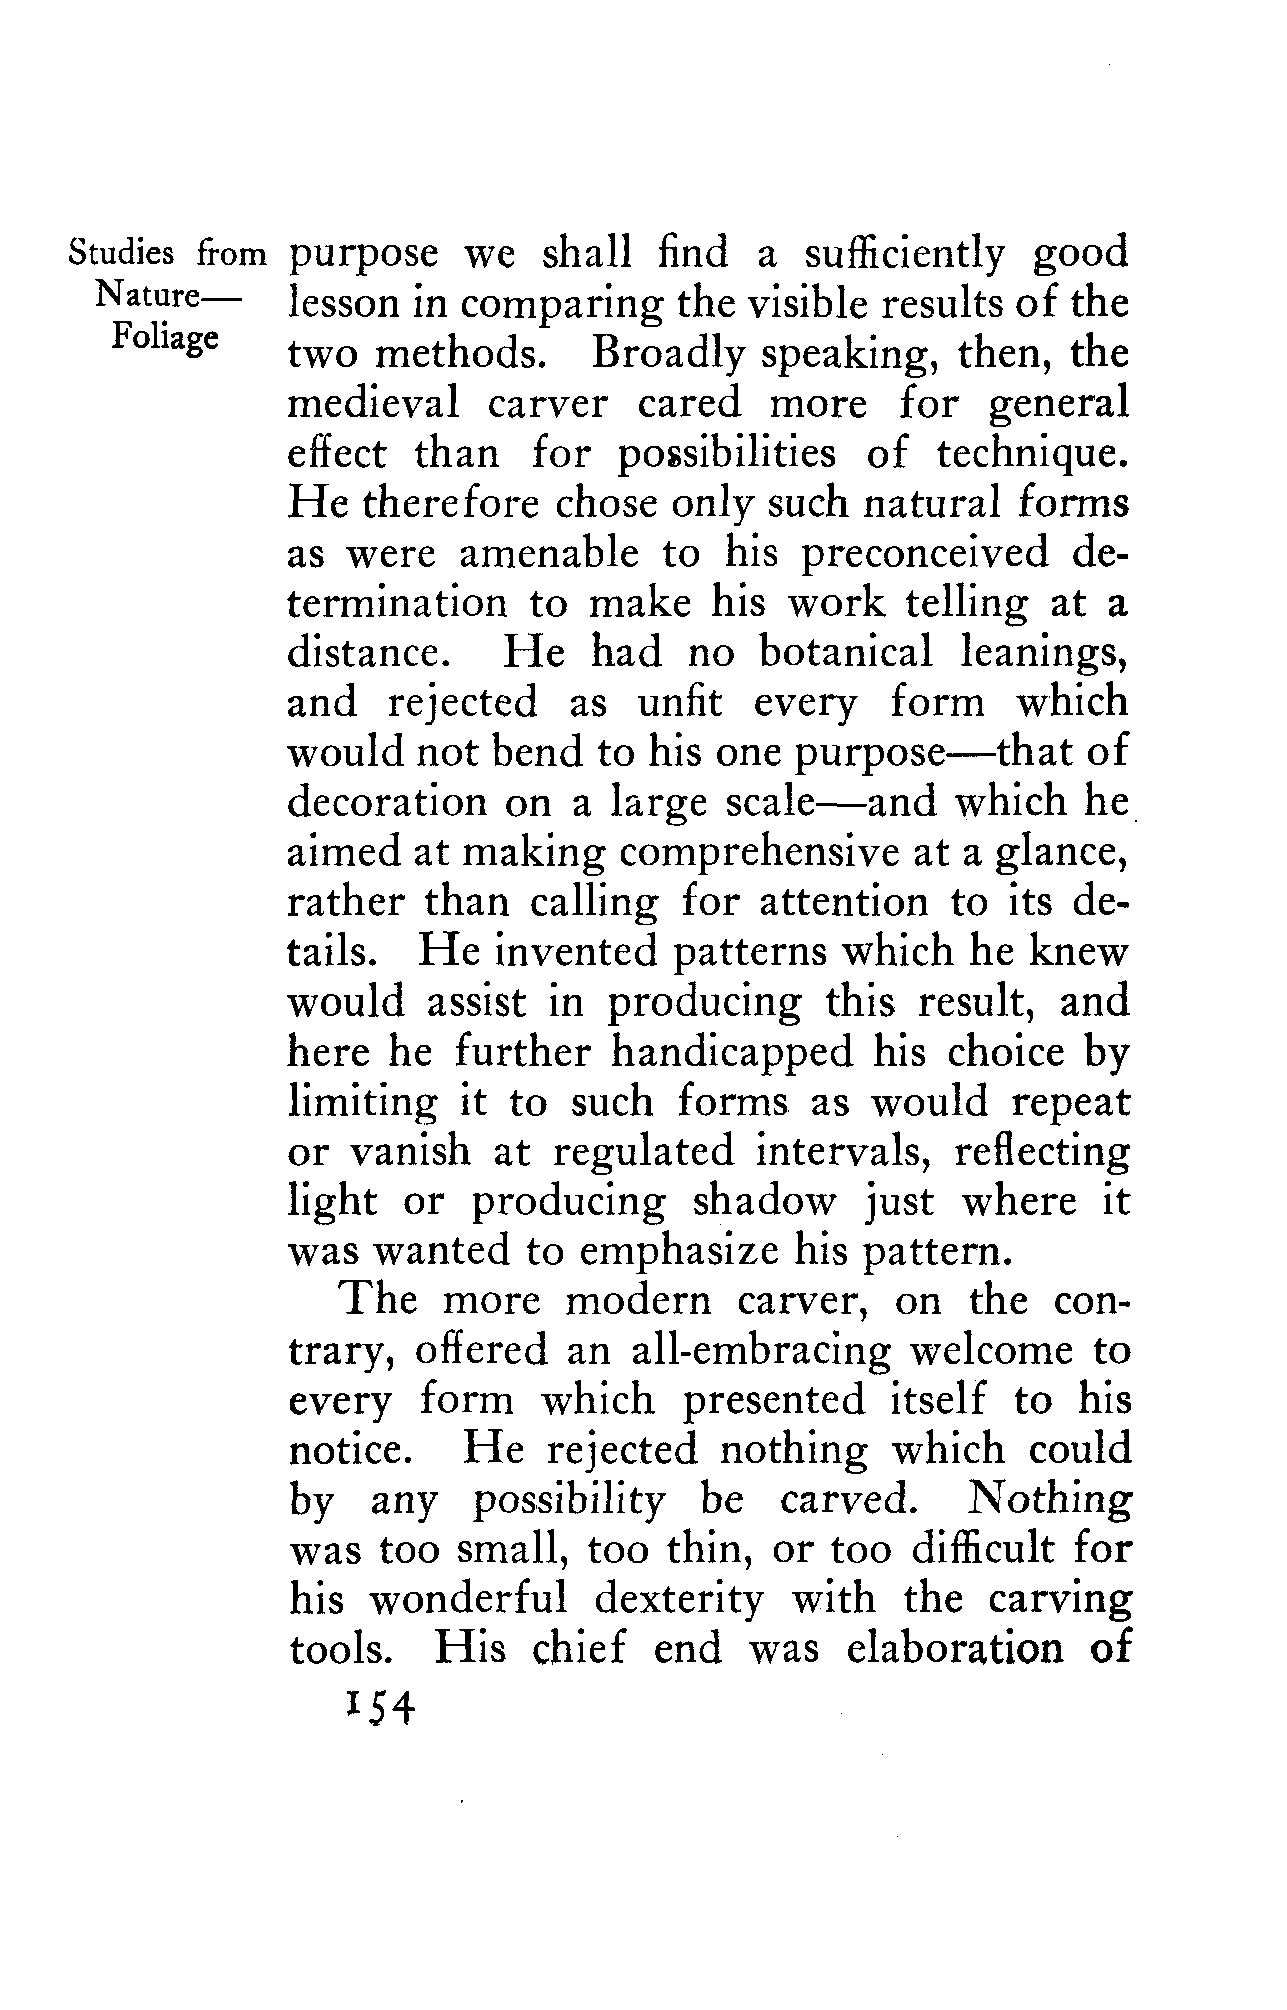 Studies from
Nature—
Foliage
purpose we shall find a sufficiently good
lesson in comparing the visible results of the
two methods. Broadly speaking, then, the
medieval carver cared more for general
effect than for possibilities of technique.
He therefore chose only such natural forms
as were amenable to his preconceived de-
termination to make his work telling at a
distance. He had no botanical leanings,
and rejected as unfit every form which
would not bend to his one purpose—that of
decoration on a large scale—and which he
aimed at making comprehensive at a glance,
rather than calling for attention to its de-
tails. He invented patterns which he knew
would assist in producing this result, and
here he further handicapped his choice by
limiting it to such forms as would repeat
or vanish at regulated intervals, reflecting
light or producing shadow just where it
was wanted to emphasize his pattern.
The more modern carver, on the con-
trary, offered an all-embracing welcome to
every form which presented itself to his
notice. He rejected nothing which could
by any possibility be carved. Nothing
was too small, too thin, or too difficult for
his wonderful dexterity with the carving
tools. His chief end was elaboration of
154